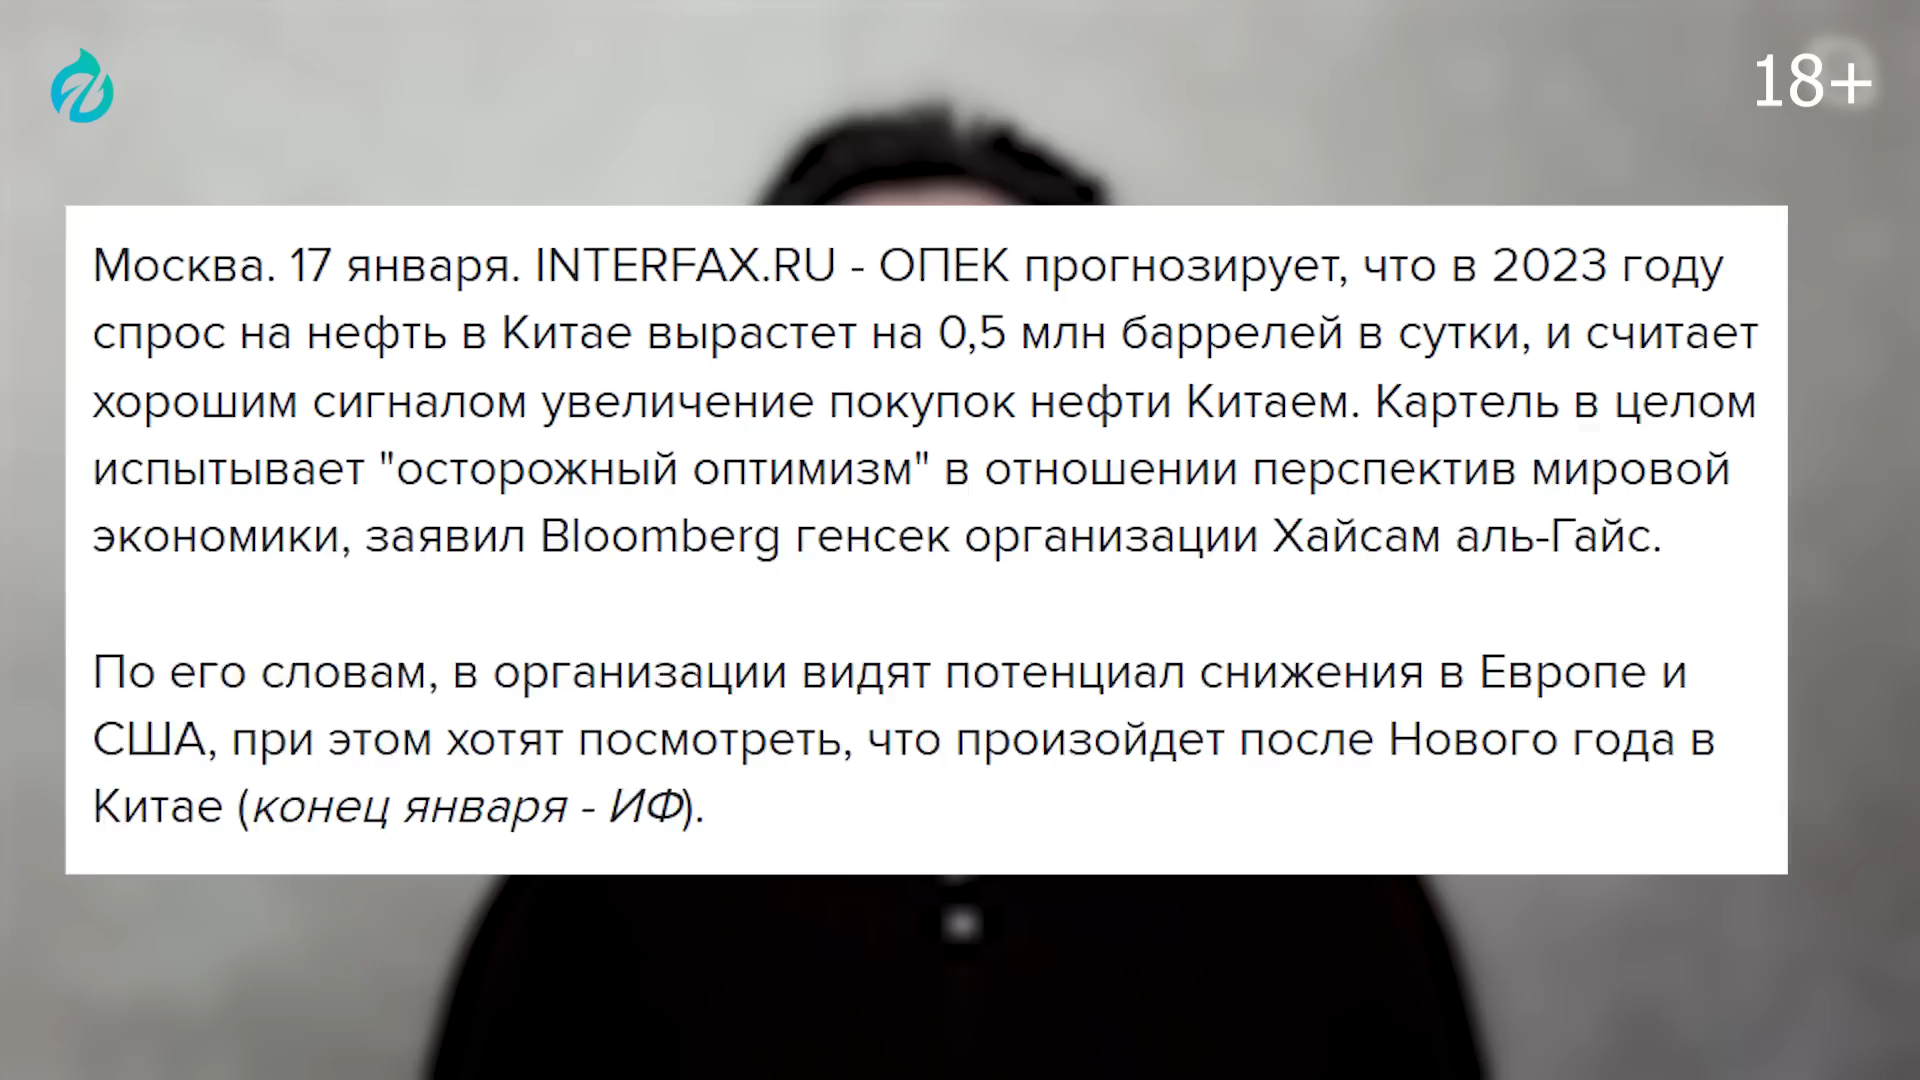 18+
Москва. 17 января. INTERFAX.RU - ОПЕК прогнозирует, что в 2023 году
спрос на нефть в Китае вырастет на 0,5 млн баррелей в сутки, и считает
хорошим сигналом увеличение покупок нефти Китаем. Картель в целом
испытывает "осторожный оптимизм" в отношении перспектив мировой
экономики, заявил Bloomberg генсек организации Хайсам аль-Гайс.
По его словам, в организации видят потенциал снижения в Европе и
США, при этом хотят посмотреть, что произойдет после Нового года в
Китае (конец января - ИФ).